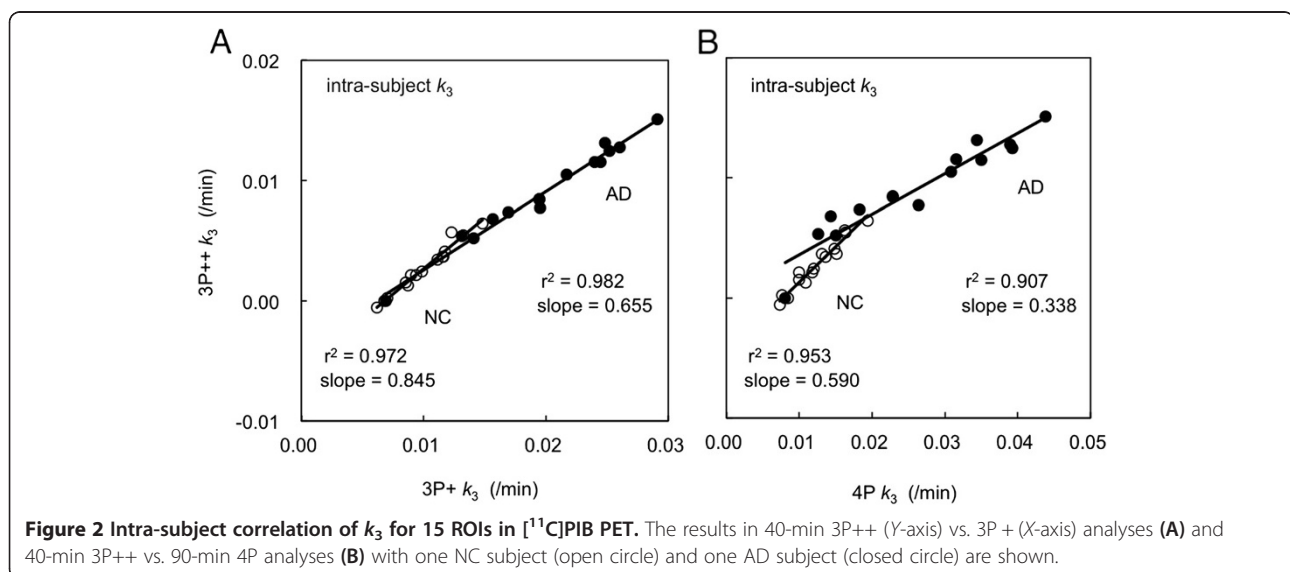 A
B
0.02
intra-subject k₃
intra-subject k₃
0.01
AD
AD
3P++ k₃ (/min)
r² = 0.982
slope = 0.655
r² = 0.907
slope = 0.338
0.00
NC
NC
r² = 0.972
slope = 0.845
r² = 0.953
slope = 0.590
-0.01
0.00 0.01 0.02 0.03
0.00 0.01 0.02 0.03 0.04 0.05
3P+ k₃ (/min)
4P k₃ (/min)
Figure 2 Intra-subject correlation of k₃ for 15 ROIs in [¹¹C]PIB PET. The results in 40-min 3P++ (Y-axis) vs. 3P + (X-axis) analyses (A) and
40-min 3P++ vs. 90-min 4P analyses (B) with one NC subject (open circle) and one AD subject (closed circle) are shown.